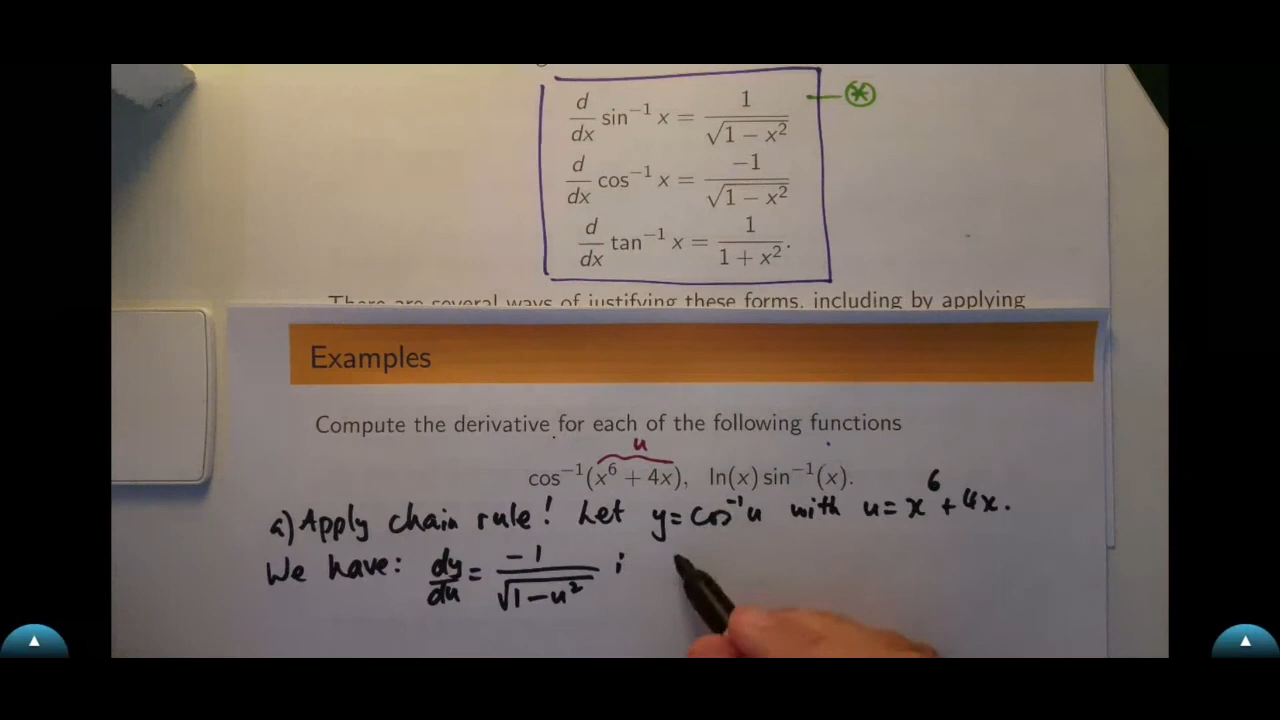 d/dx sin⁻¹ x = 1/√(1 − x²)
d/dx cos⁻¹ x = −1/√(1 − x²)
d/dx tan⁻¹ x = 1/(1 + x²).
There are several ways of justifying these forms, including by applying
Examples
Compute the derivative for each of the following functions
u
cos⁻¹(x⁶ + 4x), ln(x) sin⁻¹(x).
a) Apply chain rule! Let y = cos⁻¹u with u = x⁶ + 4x.
We have: dy/du = −1/√(1 − u²) ;